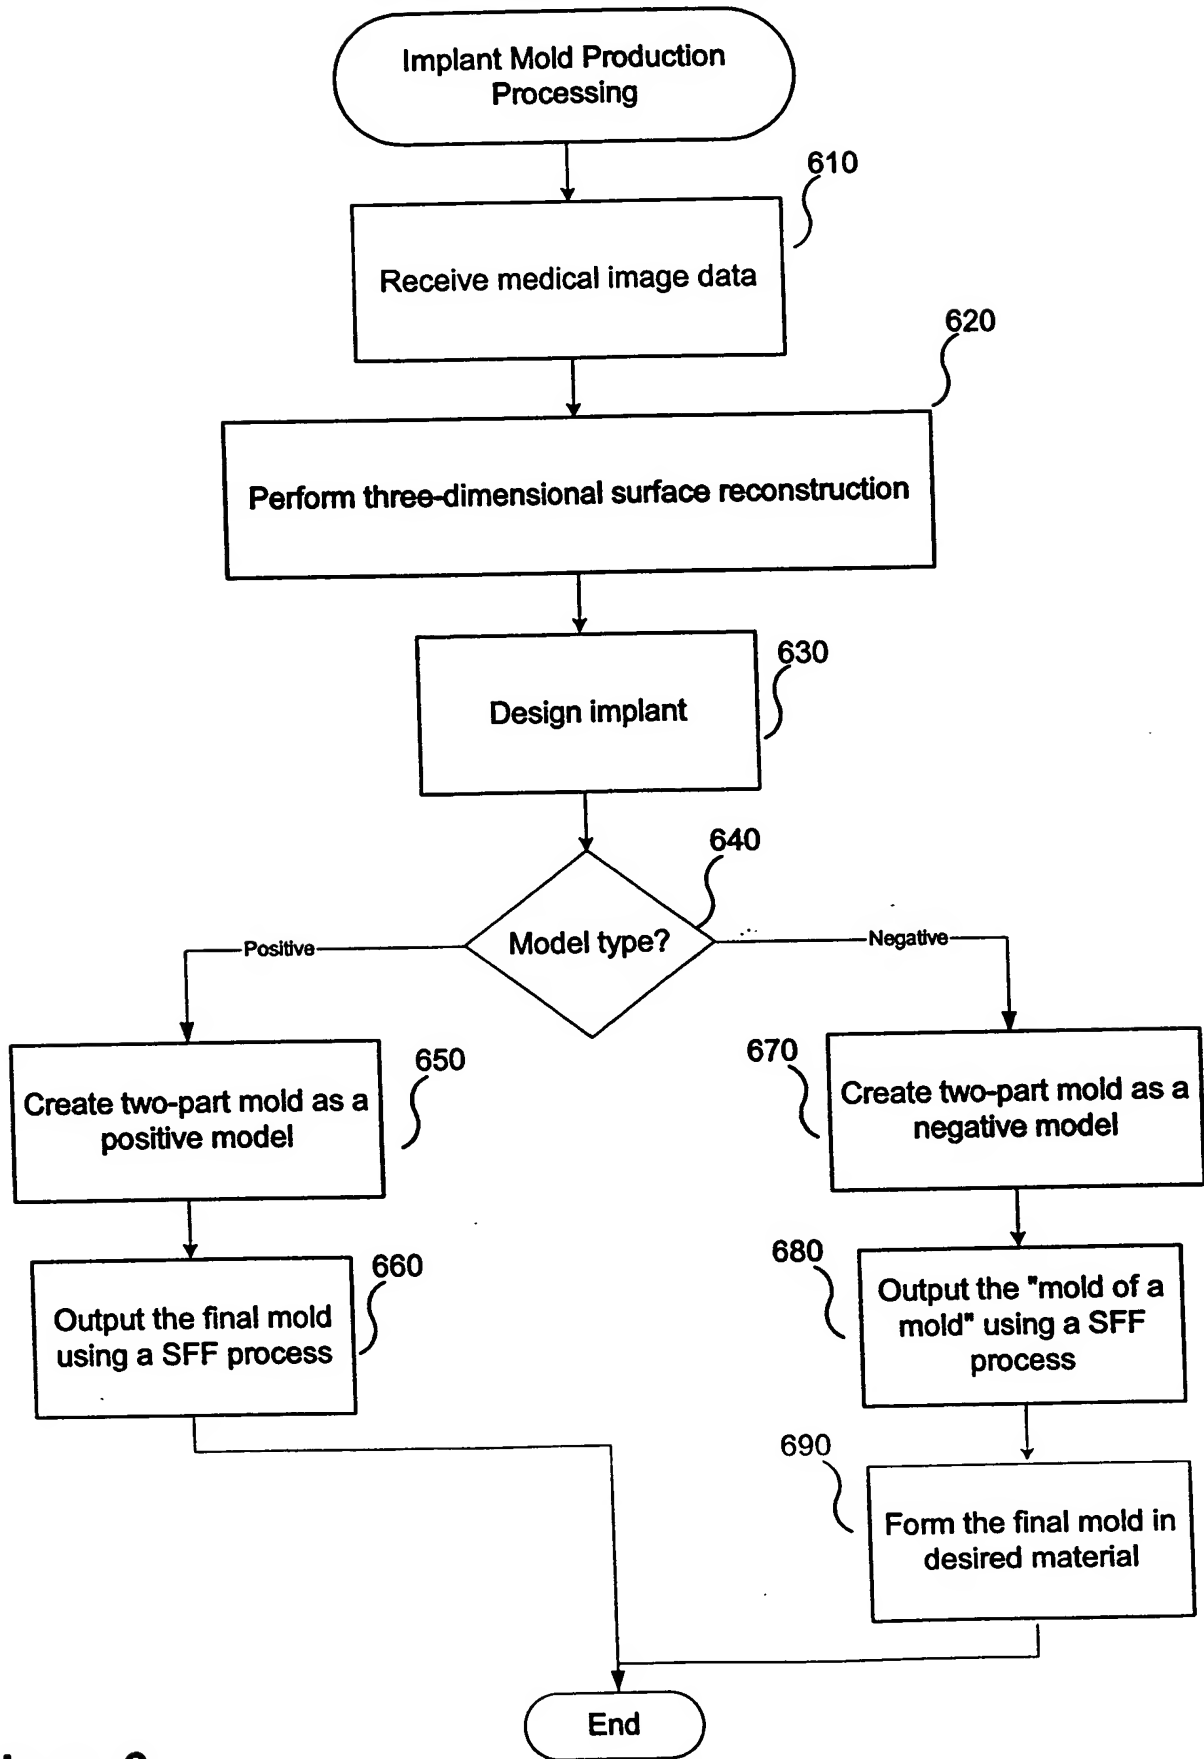 Implant Mold Production
Processing
610
Receive medical image data
620
Perform three-dimensional surface reconstruction
630
Design implant
640
Model type?
Positive
Negative
650
Create two-part mold as a
positive model
670
Create two-part mold as a
negative model
660
Output the final mold
using a SFF process
680
Output the "mold of a
mold" using a SFF
process
690
Form the final mold in
desired material
End